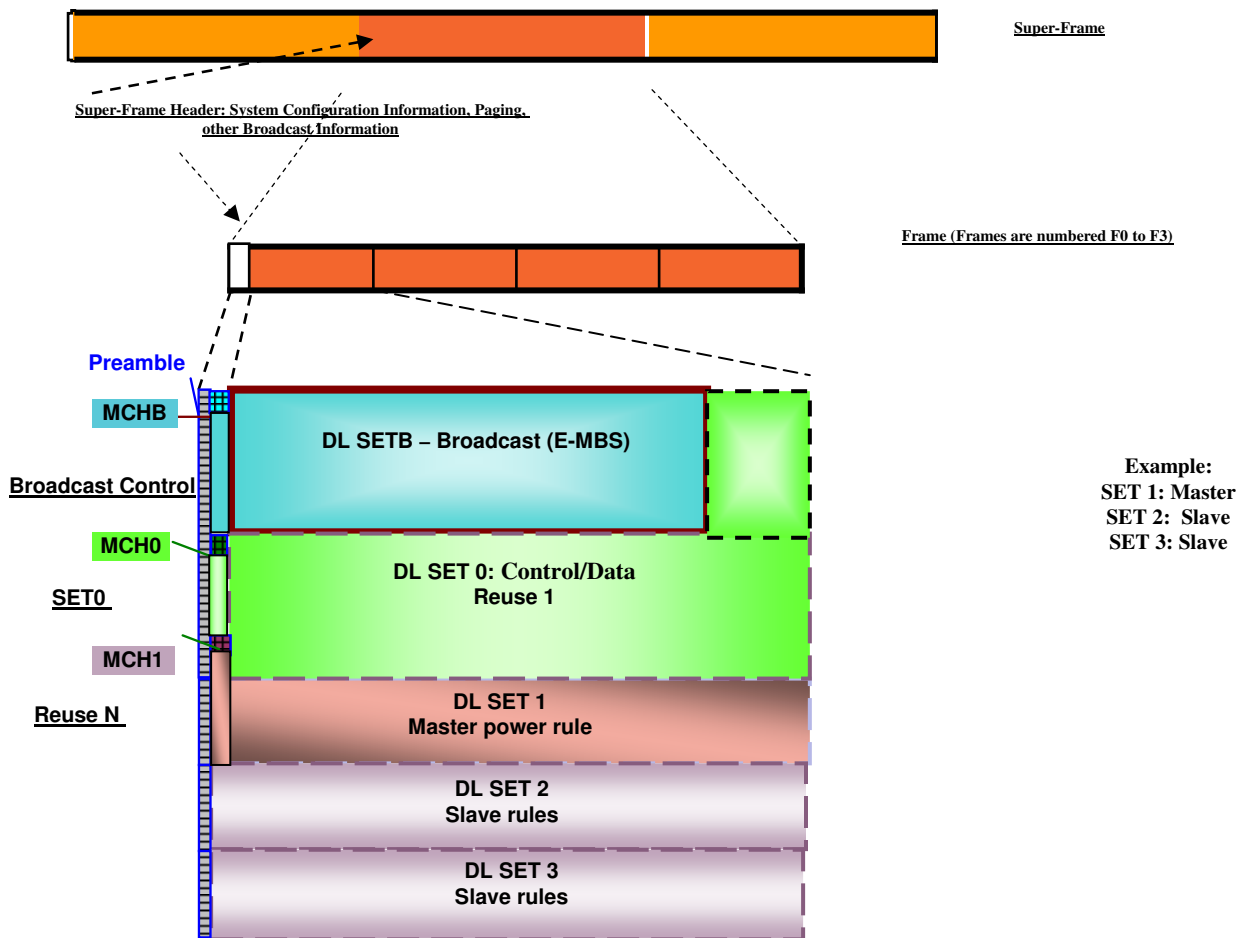 Super-Frame
Super-Frame Header: System Configuration Information, Paging,
other Broadcast Information
Frame (Frames are numbered F0 to F3)
Preamble
MCHB
DL SETB – Broadcast (E-MBS)
Broadcast Control
Example:
SET 1: Master
SET 2: Slave
SET 3: Slave
MCH0
DL SET 0: Control/Data
Reuse 1
SET0
MCH1
DL SET 1
Master power rule
Reuse N
DL SET 2
Slave rules
DL SET 3
Slave rules